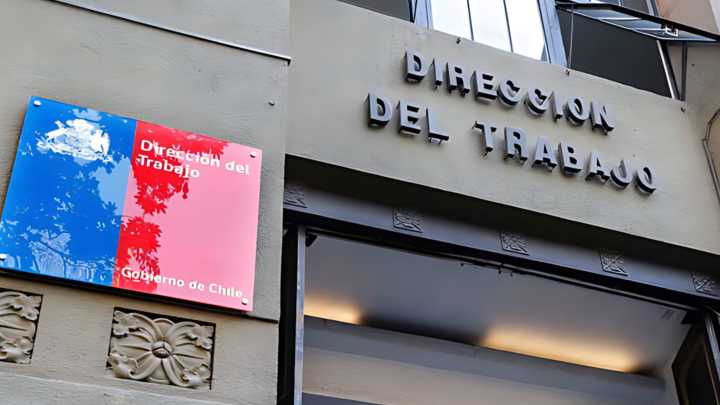 Dirección del
Trabajo
Gobierno de Chile
DIRECCION
DEL TRABAJO